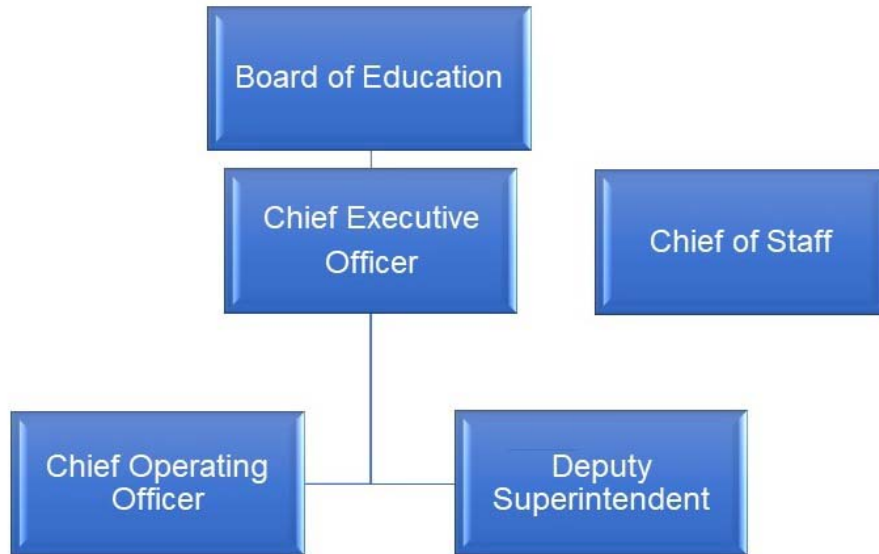 Board of Education
Chief Executive
Officer
Chief of Staff
Chief Operating
Officer
Deputy
Superintendent